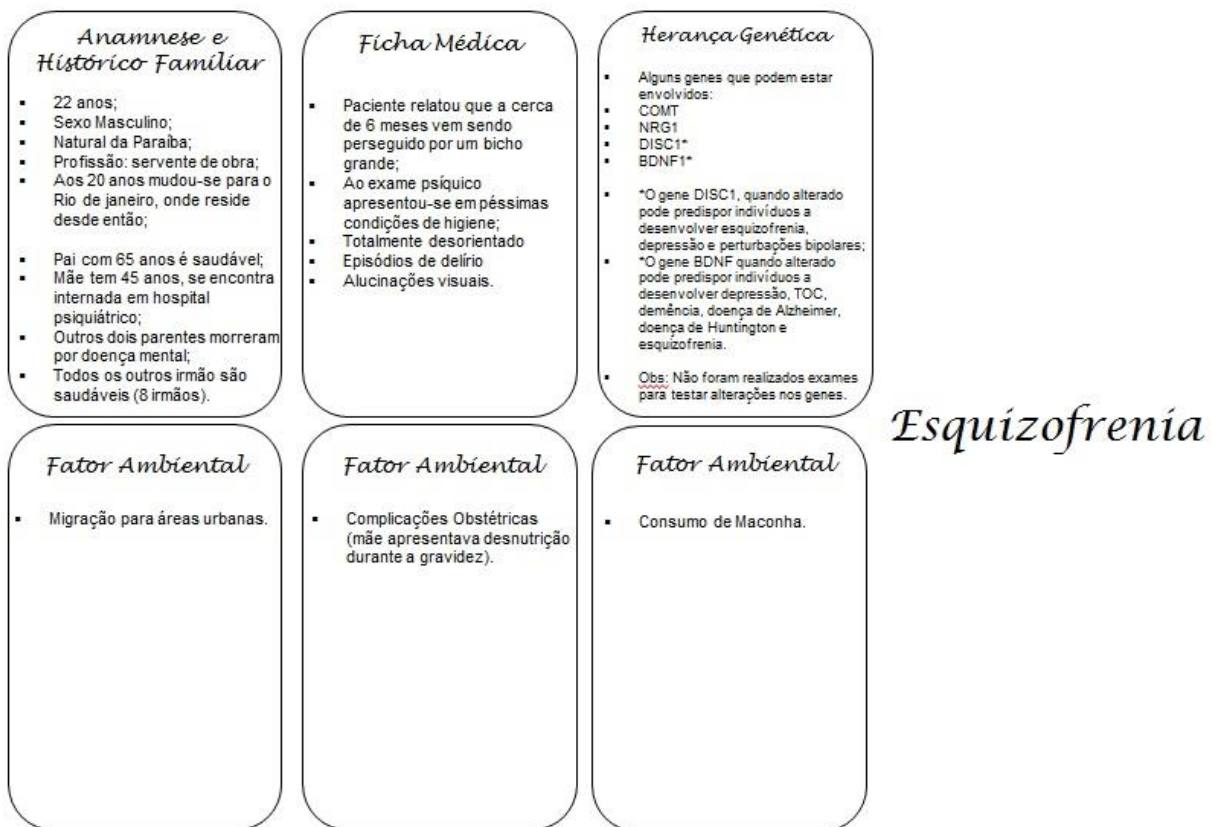 Anamnese e
Histórico Familiar
▪ 22 anos;
▪ Sexo Masculino;
▪ Natural da Paraíba;
▪ Profissão: servente de obra;
▪ Aos 20 anos mudou-se para o
Rio de janeiro, onde reside
desde então;
▪ Pai com 65 anos é saudável;
▪ Mãe tem 45 anos, se encontra
internada em hospital
psiquiátrico;
▪ Outros dois parentes morreram
por doença mental;
▪ Todos os outros irmão são
saudáveis (8 irmãos).
Ficha Médica
▪ Paciente relatou que a cerca
de 6 meses vem sendo
perseguido por um bicho
grande;
▪ Ao exame psíquico
apresentou-se em péssimas
condições de higiene;
▪ Totalmente desorientado
▪ Episódios de delírio
▪ Alucinações visuais.
Herança Genética
▪ Alguns genes que podem estar
envolvidos:
▪ COMT
▪ NRG1
▪ DISC1*
▪ BDNF1*
▪ *O gene DISC1, quando alterado
pode predispor indivíduos a
desenvolver esquizofrenia,
depressão e perturbações bipolares;
▪ *O gene BDNF quando alterado
pode predispor indivíduos a
desenvolver depressão, TOC,
demência, doença de Alzheimer,
doença de Huntington e
esquizofrenia.
▪ Obs: Não foram realizados exames
para testar alterações nos genes.
Esquizofrenia
Fator Ambiental
▪ Migração para áreas urbanas.
Fator Ambiental
▪ Complicações Obstétricas
(mãe apresentava desnutrição
durante a gravidez).
Fator Ambiental
▪ Consumo de Maconha.